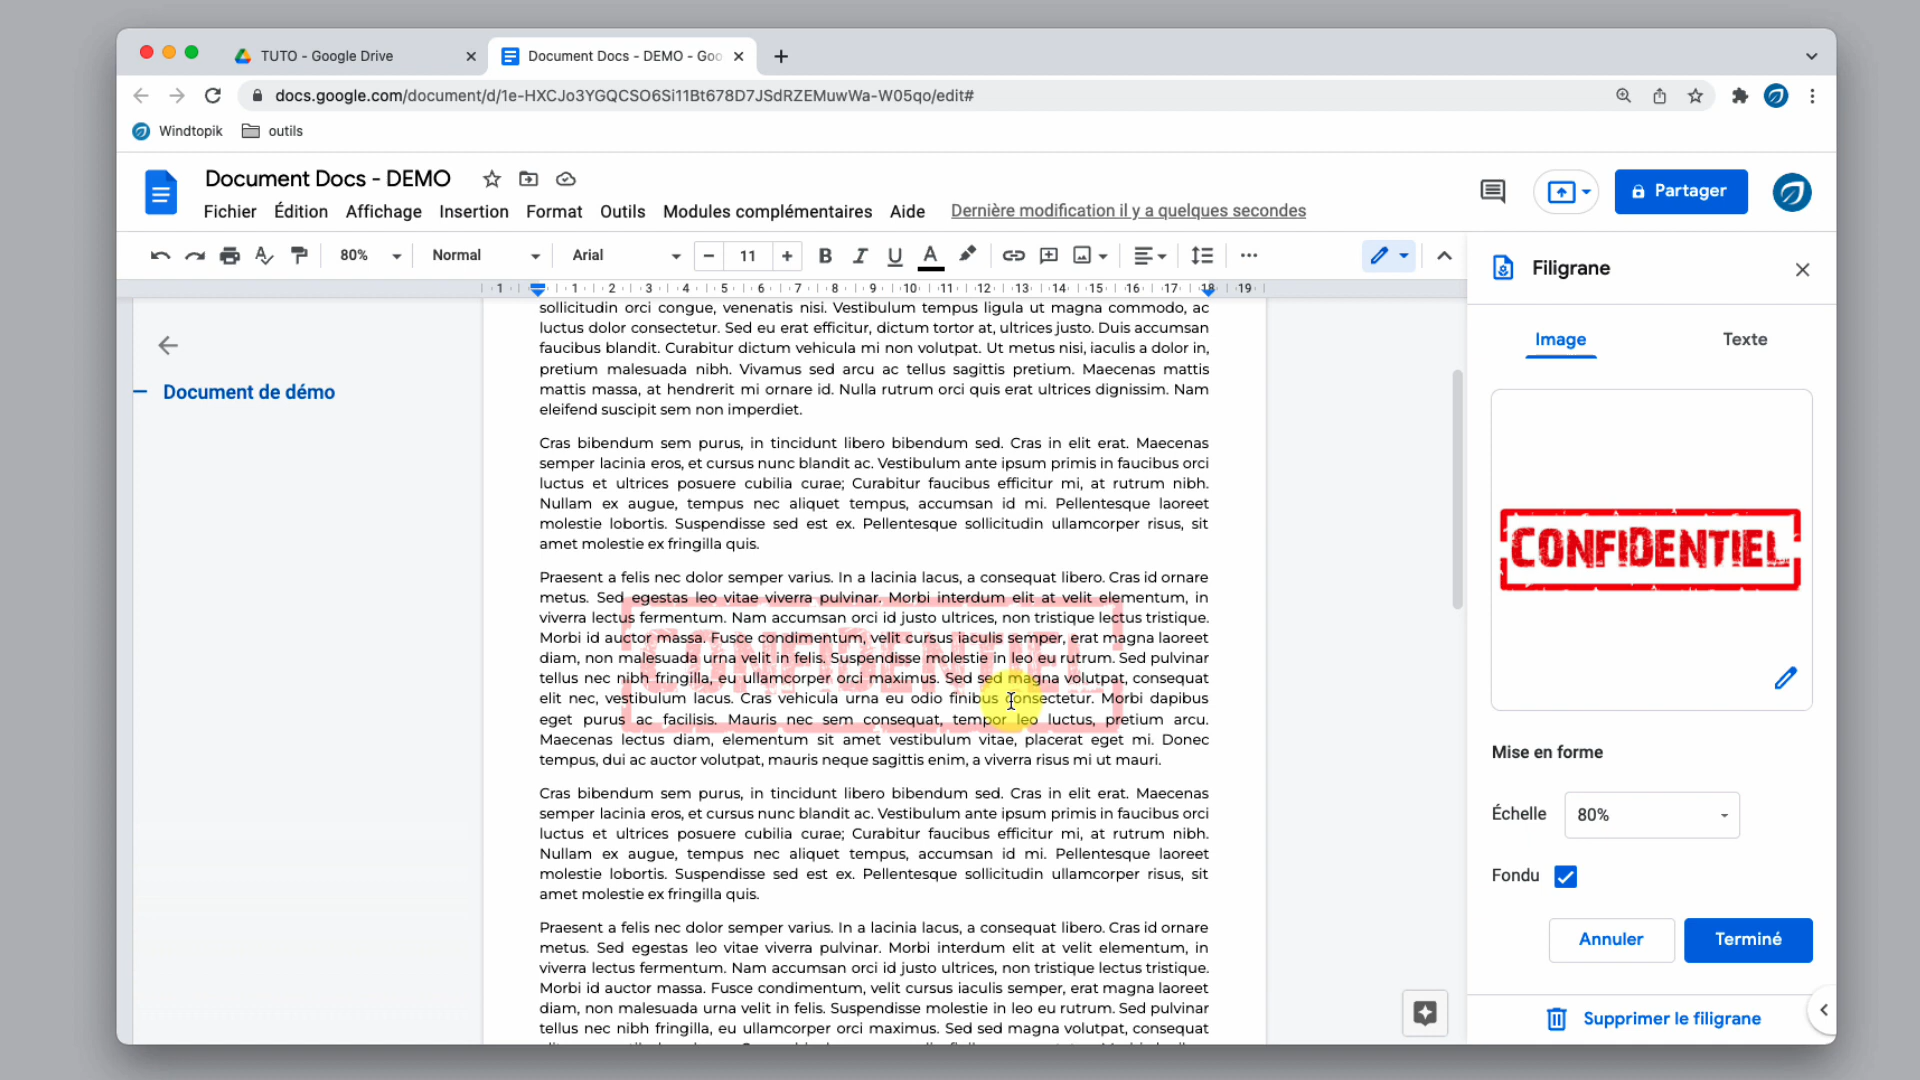 TUTO - Google Drive
Document Docs - DEMO - Goo
docs.google.com/document/d/1e-HXCJo3YGQCSO6Si11Bt678D7JSdRZEMuwWa-W05qo/edit#
Windtopik outils
Document Docs - DEMO
Fichier Édition Affichage Insertion Format Outils Modules complémentaires Aide Dernière modification il y a quelques secondes
Partager
80% Normal Arial 11
Filigrane
1 1 2 3 4 5 6 7 8 9 10 11 12 13 14 15 16 17 18 19
Image Texte
Document de démo
sollicitudin orci congue, venenatis nisi. Vestibulum tempus ligula ut magna commodo, ac
luctus dolor consectetur. Sed eu erat efficitur, dictum tortor at, ultrices justo. Duis accumsan
faucibus blandit. Curabitur dictum vehicula mi non volutpat. Ut metus nisi, iaculis a dolor in,
pretium malesuada nibh. Vivamus sed arcu ac tellus sagittis pretium. Maecenas mattis
mattis massa, at hendrerit mi ornare id. Nulla rutrum orci quis erat ultrices dignissim. Nam
eleifend suscipit sem non imperdiet.
Cras bibendum sem purus, in tincidunt libero bibendum sed. Cras in elit erat. Maecenas
semper lacinia eros, et cursus nunc blandit ac. Vestibulum ante ipsum primis in faucibus orci
luctus et ultrices posuere cubilia curae; Curabitur faucibus efficitur mi, at rutrum nibh.
Nullam ex augue, tempus nec aliquet tempus, accumsan id mi. Pellentesque laoreet
molestie lobortis. Suspendisse sed est ex. Pellentesque sollicitudin ullamcorper risus, sit
amet molestie ex fringilla quis.
Praesent a felis nec dolor semper varius. In a lacinia lacus, a consequat libero. Cras id ornare
metus. Sed egestas leo vitae viverra pulvinar. Morbi interdum elit at velit elementum, in
viverra lectus fermentum. Nam accumsan orci id justo ultrices, non tristique lectus tristique.
Morbi id auctor massa. Fusce condimentum, velit cursus iaculis semper, erat magna laoreet
diam, non malesuada urna velit in felis. Suspendisse molestie in leo eu rutrum. Sed pulvinar
tellus nec nibh fringilla, eu ullamcorper orci maximus. Sed sed magna volutpat, consequat
elit nec, vestibulum lacus. Cras vehicula urna eu odio finibus consectetur. Morbi dapibus
eget purus ac facilisis. Mauris nec sem consequat, tempor leo luctus, pretium arcu.
Maecenas lectus diam, elementum sit amet vestibulum vitae, placerat eget mi. Donec
tempus, dui ac auctor volutpat, mauris neque sagittis enim, a viverra risus mi ut mauri.
CONFIDENTIEL
Cras bibendum sem purus, in tincidunt libero bibendum sed. Cras in elit erat. Maecenas
semper lacinia eros, et cursus nunc blandit ac. Vestibulum ante ipsum primis in faucibus orci
luctus et ultrices posuere cubilia curae; Curabitur faucibus efficitur mi, at rutrum nibh.
Nullam ex augue, tempus nec aliquet tempus, accumsan id mi. Pellentesque laoreet
molestie lobortis. Suspendisse sed est ex. Pellentesque sollicitudin ullamcorper risus, sit
amet molestie ex fringilla quis.
Praesent a felis nec dolor semper varius. In a lacinia lacus, a consequat libero. Cras id ornare
metus. Sed egestas leo vitae viverra pulvinar. Morbi interdum elit at velit elementum, in
viverra lectus fermentum. Nam accumsan orci id justo ultrices, non tristique lectus tristique.
Morbi id auctor massa. Fusce condimentum, velit cursus iaculis semper, erat magna laoreet
diam, non malesuada urna velit in felis. Suspendisse molestie in leo eu rutrum. Sed pulvinar
tellus nec nibh fringilla, eu ullamcorper orci maximus. Sed sed magna volutpat, consequat
CONFIDENTIEL
Mise en forme
Échelle 80%
Fondu
Annuler Terminé
Supprimer le filigrane